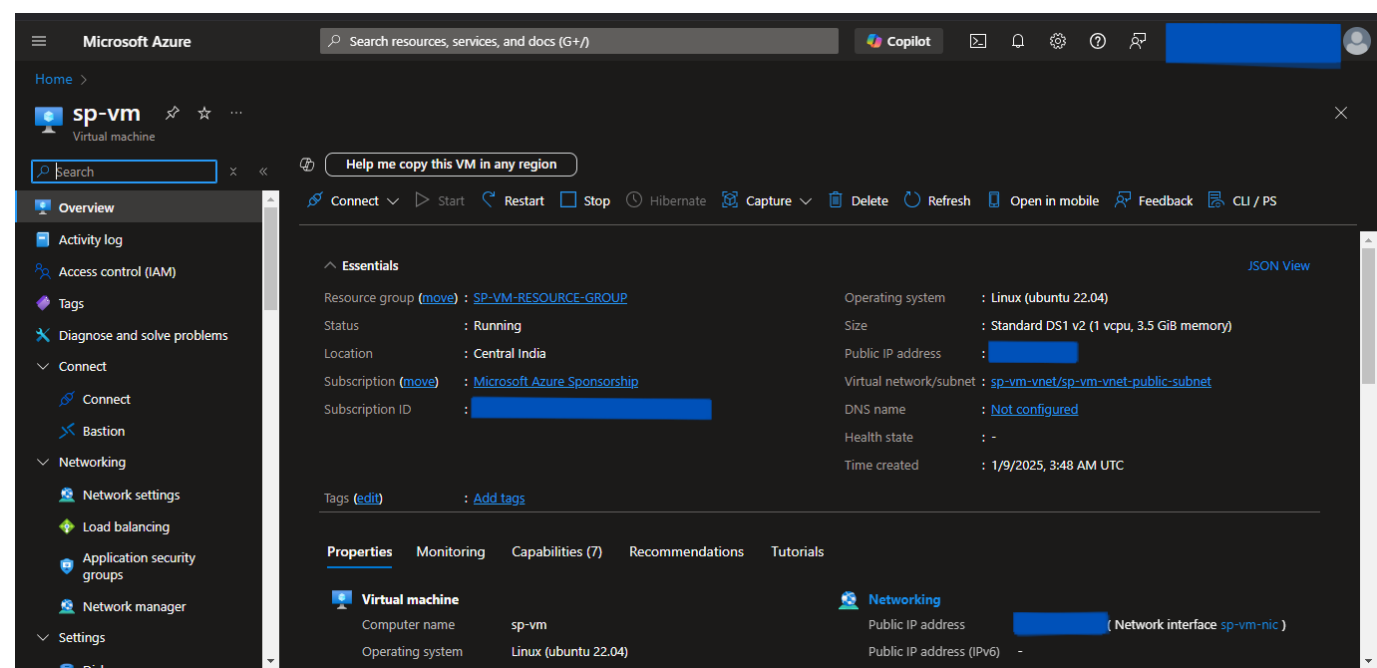 Microsoft Azure
Search resources, services, and docs (G+/)
Copilot
Home >
sp-vm
Virtual machine
Search
Help me copy this VM in any region
Connect
Start
Restart
Stop
Hibernate
Capture
Delete
Refresh
Open in mobile
Feedback
CLI / PS
Overview
Activity log
Access control (IAM)
Tags
Diagnose and solve problems
Connect
Connect
Bastion
Networking
Network settings
Load balancing
Application security
groups
Network manager
Settings
Essentials
JSON View
Resource group (move) : SP-VM-RESOURCE-GROUP
Status : Running
Location : Central India
Subscription (move) : Microsoft Azure Sponsorship
Subscription ID :
Operating system : Linux (ubuntu 22.04)
Size : Standard DS1 v2 (1 vcpu, 3.5 GiB memory)
Public IP address :
Virtual network/subnet : sp-vm-vnet/sp-vm-vnet-public-subnet
DNS name : Not configured
Health state : -
Time created : 1/9/2025, 3:48 AM UTC
Tags (edit) : Add tags
Properties
Monitoring
Capabilities (7)
Recommendations
Tutorials
Virtual machine
Computer name sp-vm
Operating system Linux (ubuntu 22.04)
Networking
Public IP address ( Network interface sp-vm-nic )
Public IP address (IPv6) -